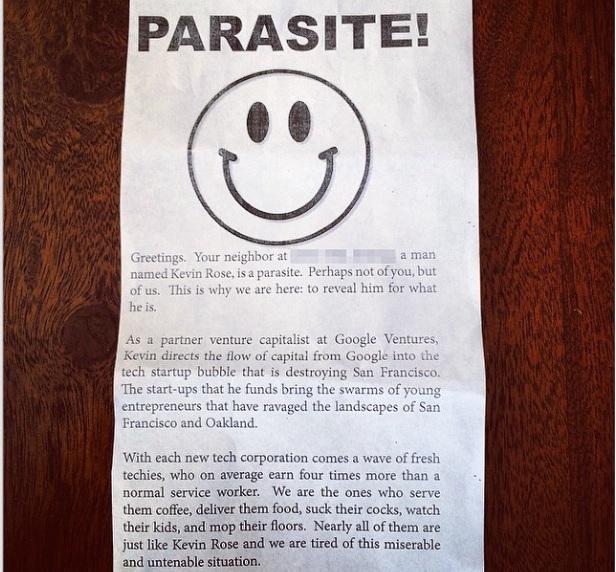 PARASITE!
Greetings. Your neighbor at a man
named Kevin Rose, is a parasite. Perhaps not of you, but
of us. This is why we are here: to reveal him for what
he is.
As a partner venture capitalist at Google Ventures,
Kevin directs the flow of capital from Google into the
tech startup bubble that is destroying San Francisco.
The start-ups that he funds bring the swarms of young
entrepreneurs that have ravaged the landscapes of San
Francisco and Oakland.
With each new tech corporation comes a wave of fresh
techies, who on average earn four times more than a
normal service worker. We are the ones who serve
them coffee, deliver them food, suck their cocks, watch
their kids, and mop their floors. Nearly all of them are
just like Kevin Rose and we are tired of this miserable
and untenable situation.